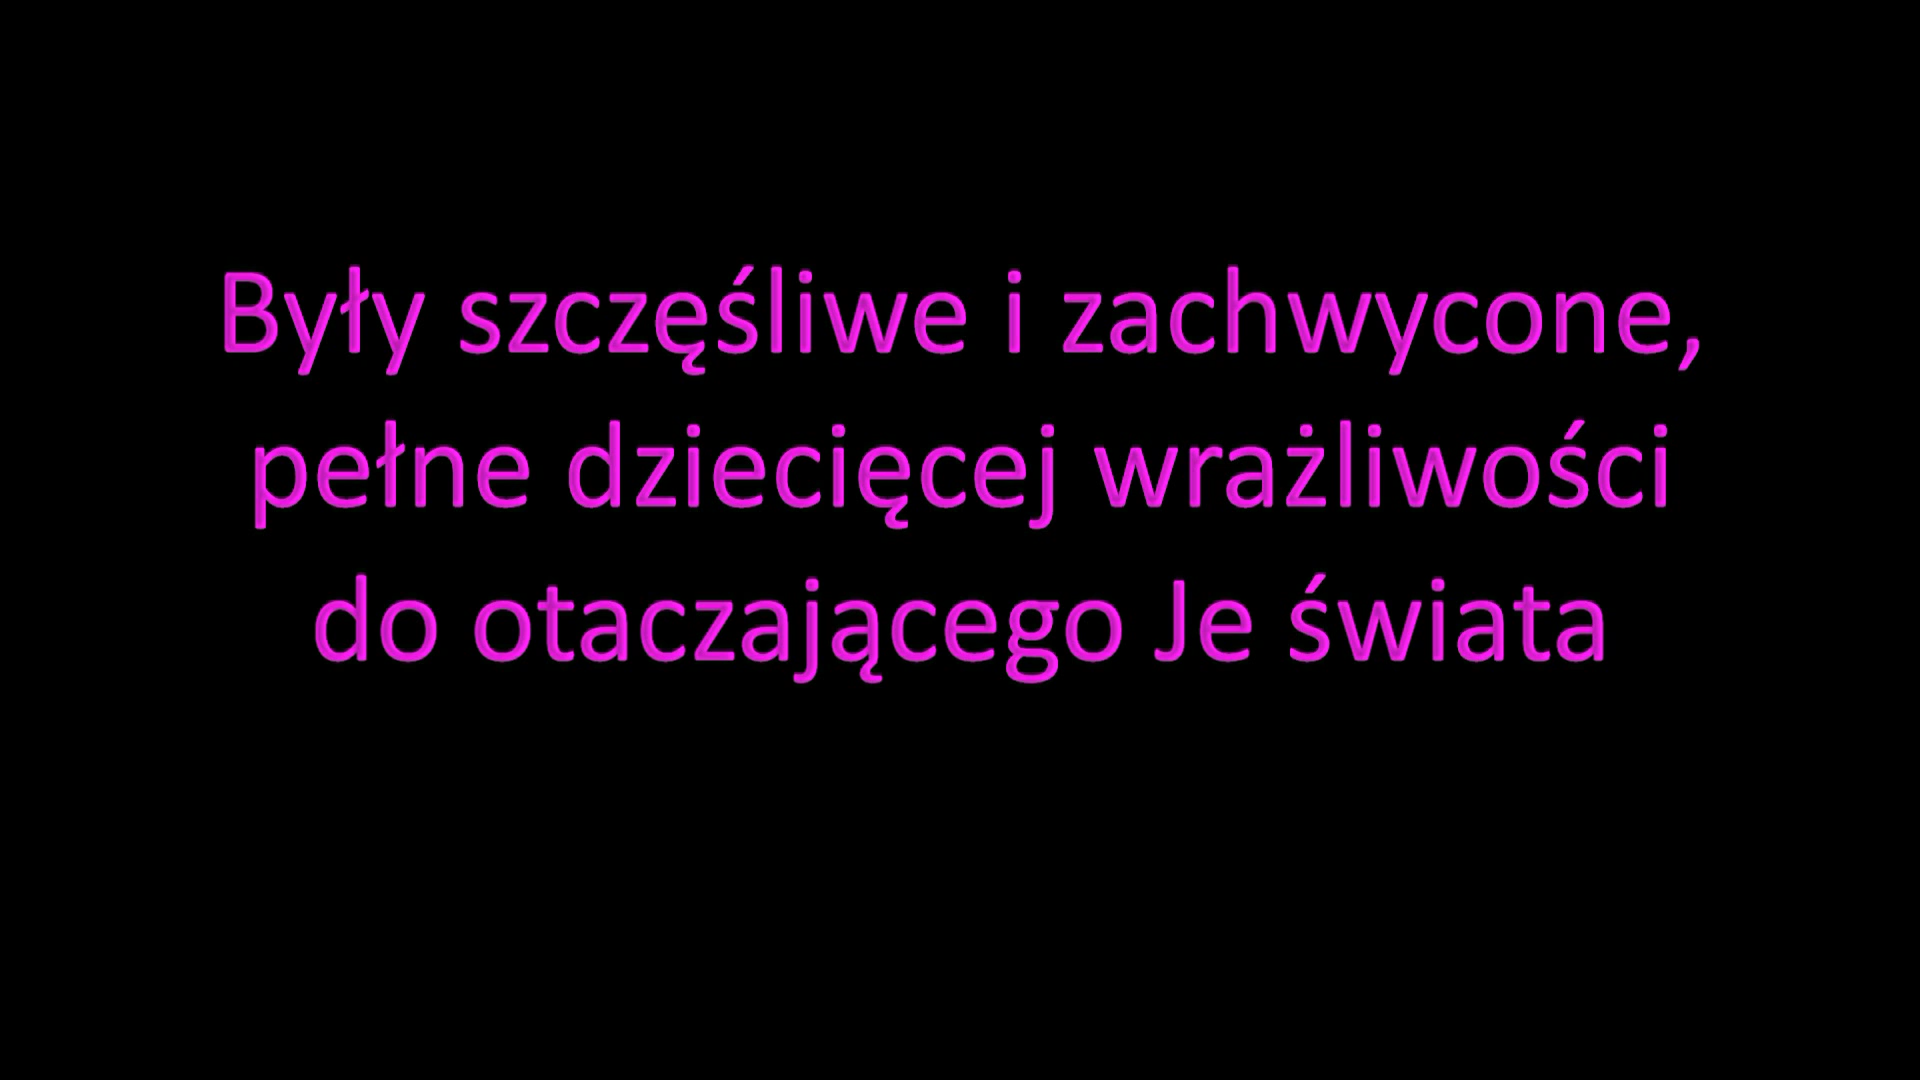 Były szczęśliwe i zachwycone,
pełne dziecięcej wrażliwości
do otaczającego Je świata